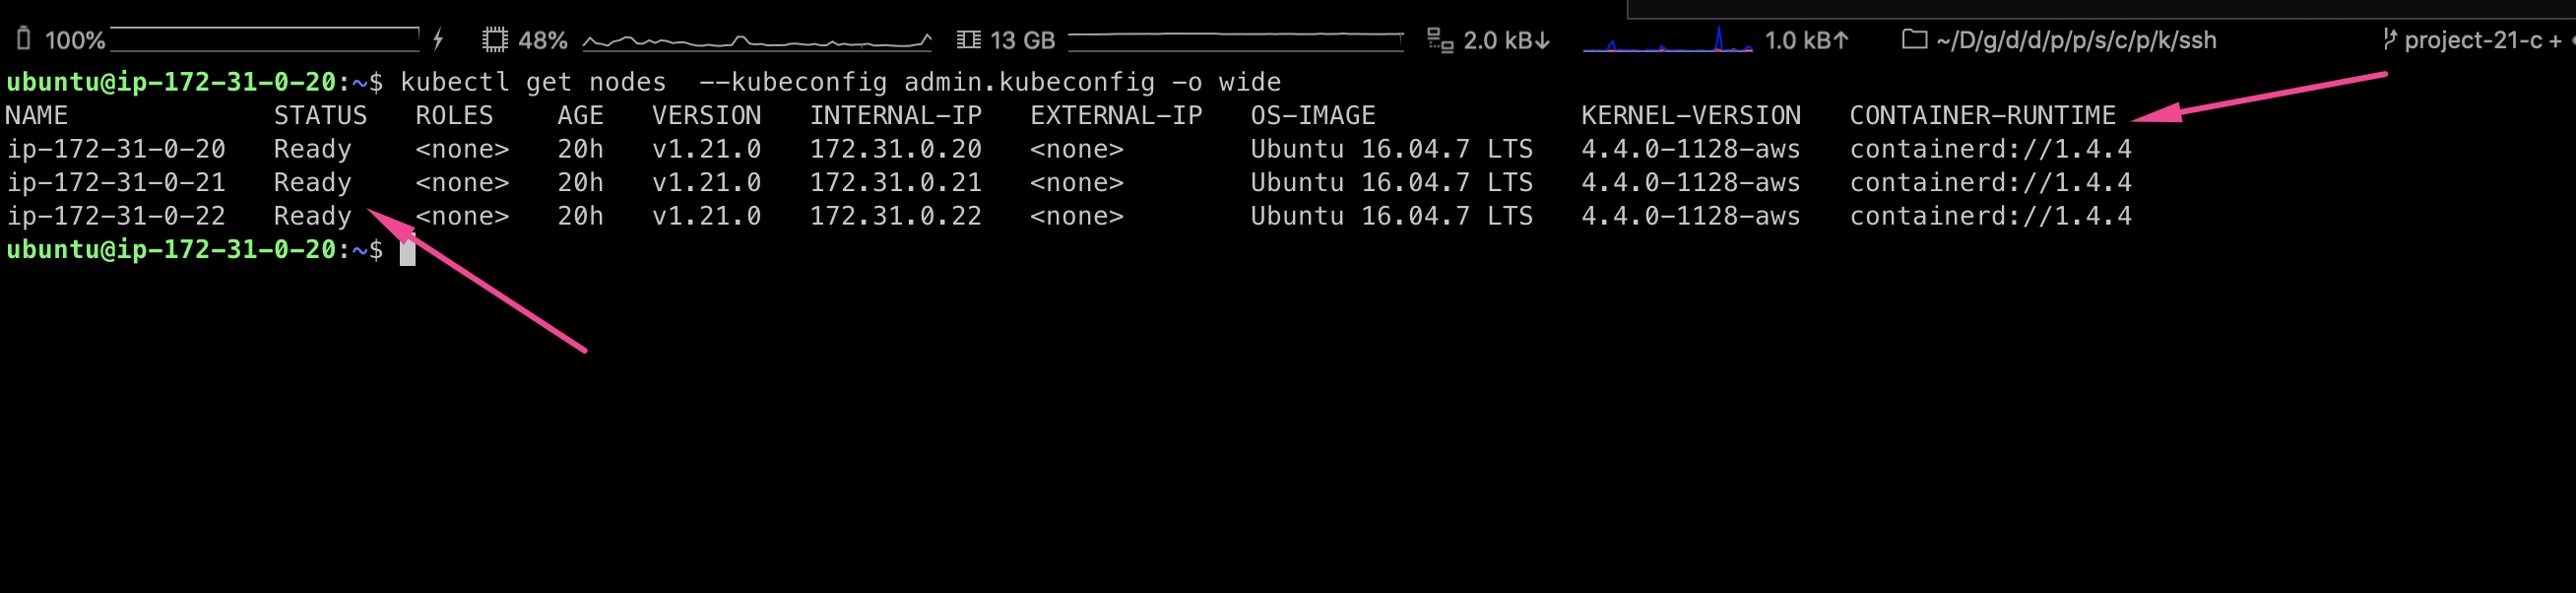 100% 48% 13 GB 2.0 kB↓ 1.0 kB↑ ~/D/g/d/d/p/p/s/c/p/k/ssh project-21-c +
ubuntu@ip-172-31-0-20:~$ kubectl get nodes  --kubeconfig admin.kubeconfig -o wide
NAME STATUS ROLES AGE VERSION INTERNAL-IP EXTERNAL-IP OS-IMAGE KERNEL-VERSION CONTAINER-RUNTIME
ip-172-31-0-20 Ready <none> 20h v1.21.0 172.31.0.20 <none> Ubuntu 16.04.7 LTS 4.4.0-1128-aws containerd://1.4.4
ip-172-31-0-21 Ready <none> 20h v1.21.0 172.31.0.21 <none> Ubuntu 16.04.7 LTS 4.4.0-1128-aws containerd://1.4.4
ip-172-31-0-22 Ready <none> 20h v1.21.0 172.31.0.22 <none> Ubuntu 16.04.7 LTS 4.4.0-1128-aws containerd://1.4.4
ubuntu@ip-172-31-0-20:~$